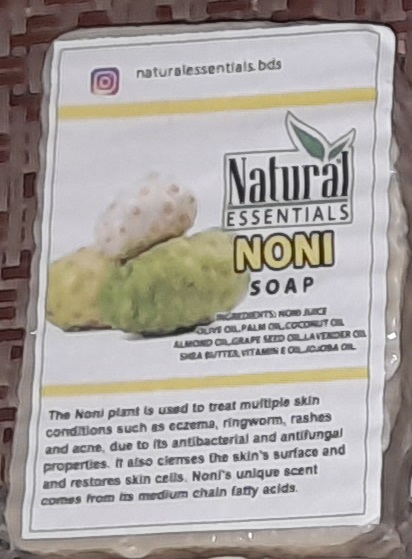 naturalessentials.bds
Natural
ESSENTIALS
NONI
SOAP
INGREDIENTS: NONI JUICE
OLIVE OIL, PALM OIL, COCONUT OIL
ALMOND OIL, GRAPE SEED OIL, LAVENDER OIL
SHEA BUTTER, VITAMIN E OIL, JOJOBA OIL
The Noni plant is used to treat multiple skin
conditions such as eczema, ringworm, rashes
and acne, due to its antibacterial and antifungal
properties. It also clenses the skin's surface and
and restores skin cells. Noni's unique scent
comes from its medium chain fatty acids.